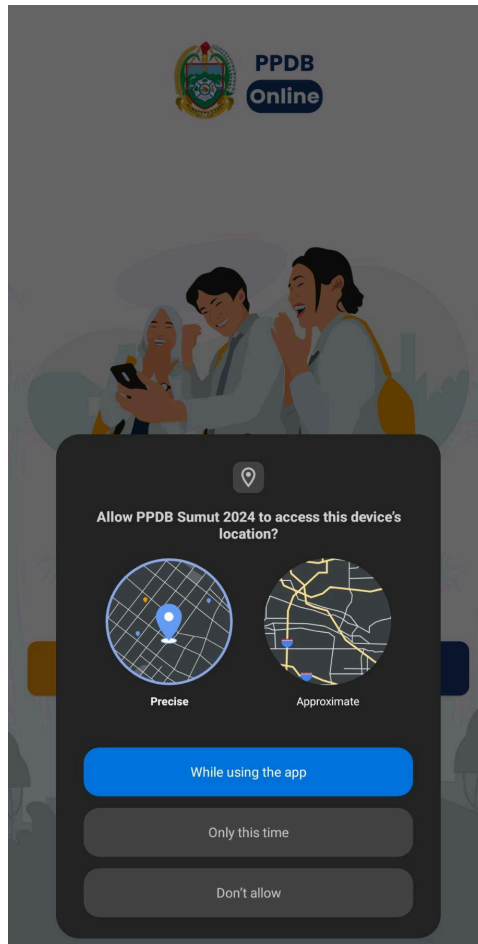 PPDB
Online
Allow PPDB Sumut 2024 to access this device's
location?
Precise
Approximate
While using the app
Only this time
Don't allow